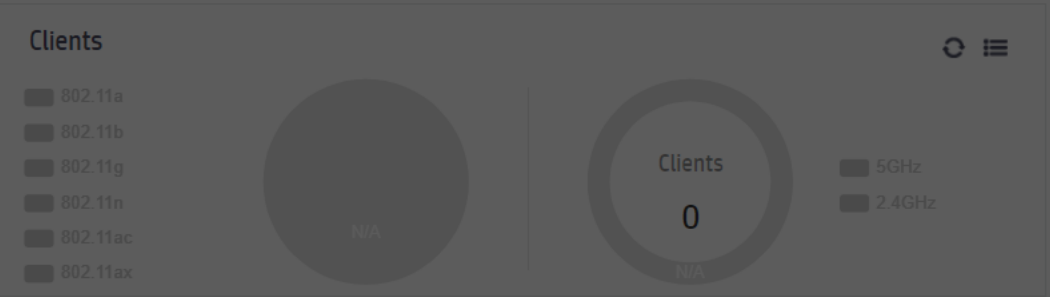 Clients
802.11a
802.11b
802.11g
802.11n
802.11ac
802.11ax
N/A
Clients
0
N/A
5GHz
2.4GHz